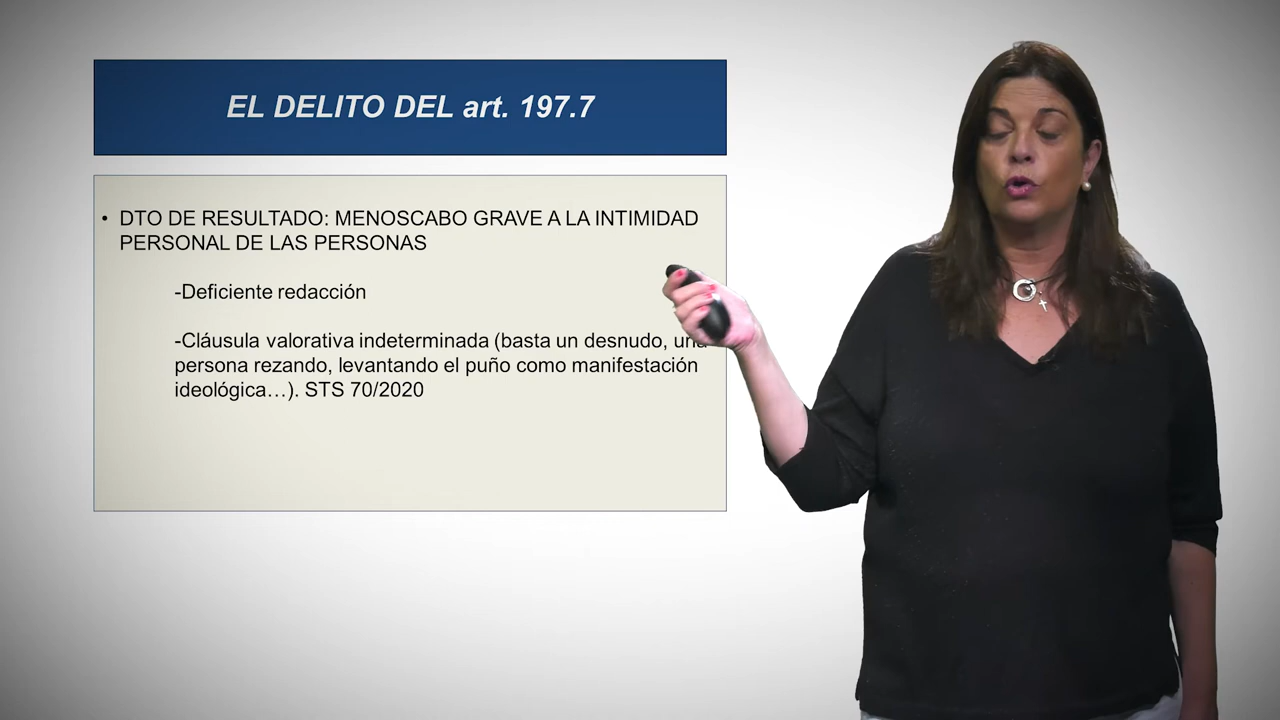 EL DELITO DEL art. 197.7
• DTO DE RESULTADO: MENOSCABO GRAVE A LA INTIMIDAD
PERSONAL DE LAS PERSONAS
-Deficiente redacción
-Cláusula valorativa indeterminada (basta un desnudo, una
persona rezando, levantando el puño como manifestación
ideológica…). STS 70/2020